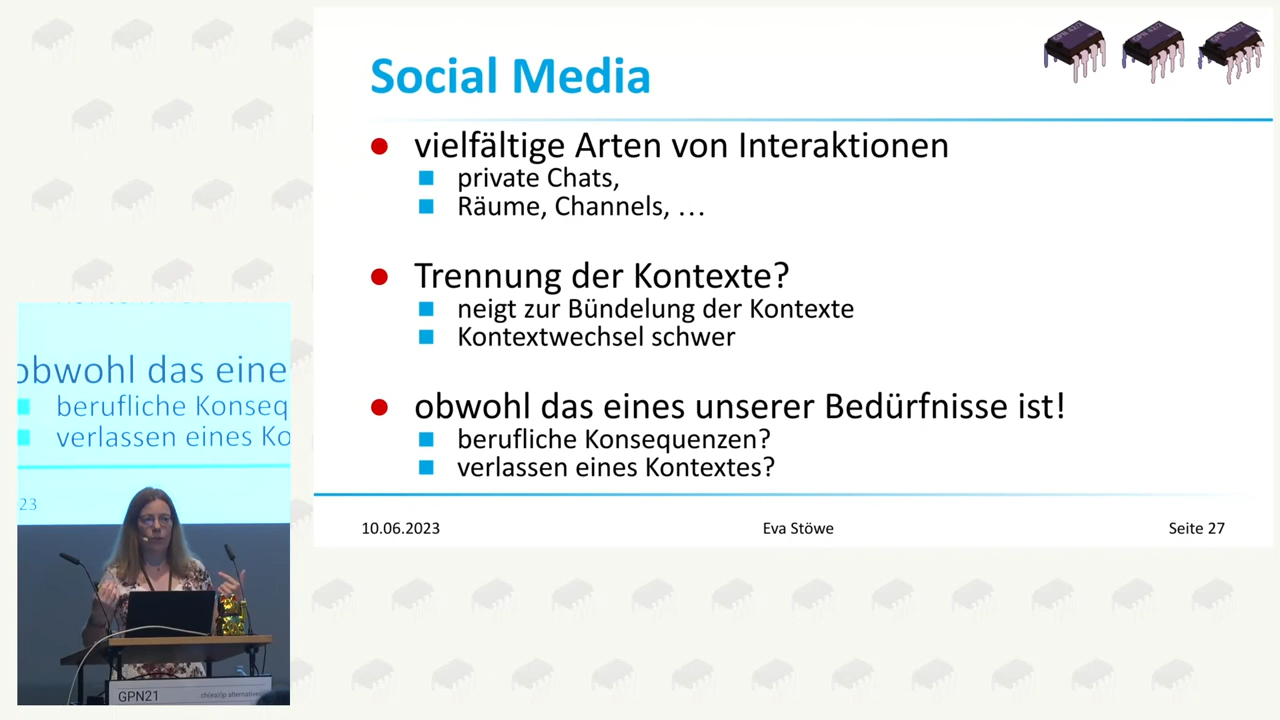 Social Media
vielfältige Arten von Interaktionen
private Chats,
Räume, Channels, …
Trennung der Kontexte?
neigt zur Bündelung der Kontexte
Kontextwechsel schwer
obwohl das eines unserer Bedürfnisse ist!
berufliche Konsequenzen?
verlassen eines Kontextes?
10.06.2023
Eva Stöwe
Seite 27
obwohl das eine
berufliche Konseq
verlassen eines Ko
23
GPN21